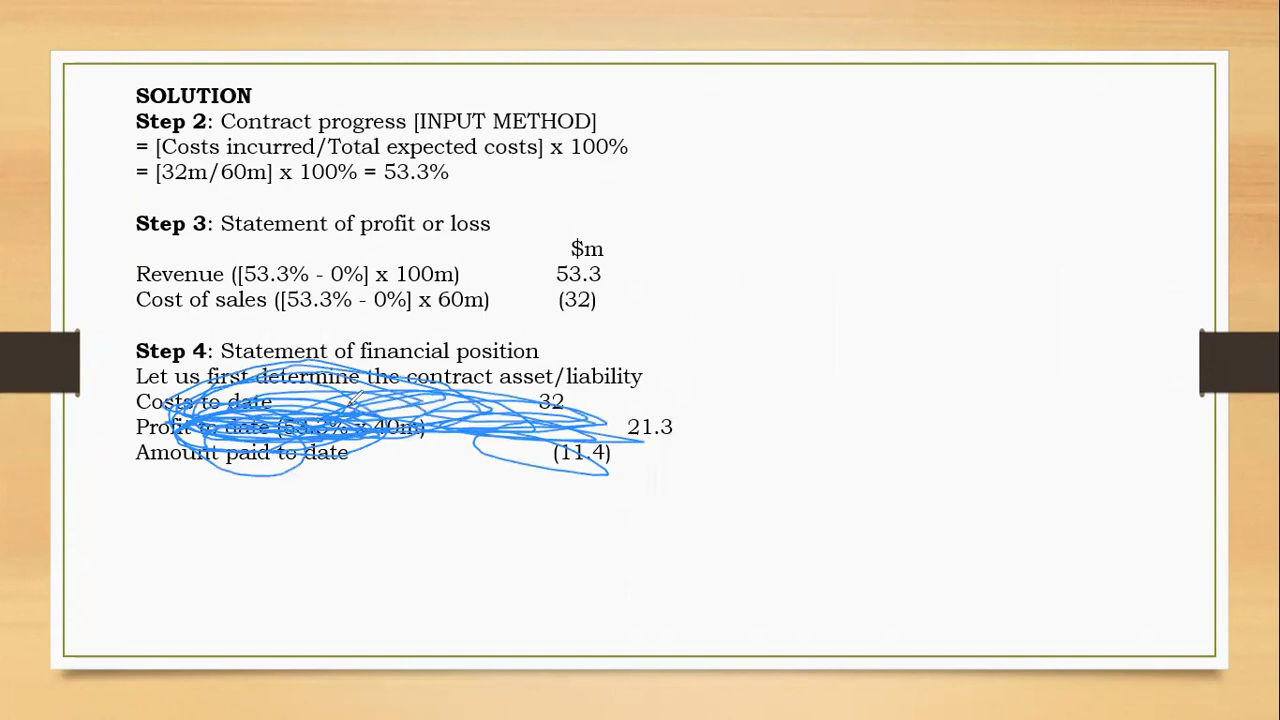 SOLUTION
Step 2: Contract progress [INPUT METHOD]
= [Costs incurred/Total expected costs] x 100%
= [32m/60m] x 100% = 53.3%
Step 3: Statement of profit or loss
$m
Revenue ([53.3% - 0%] x 100m) 53.3
Cost of sales ([53.3% - 0%] x 60m) (32)
Step 4: Statement of financial position
Let us first determine the contract asset/liability
Costs to date 32
Profit to date x 40m) 21.3
Amount paid to date (11.4)